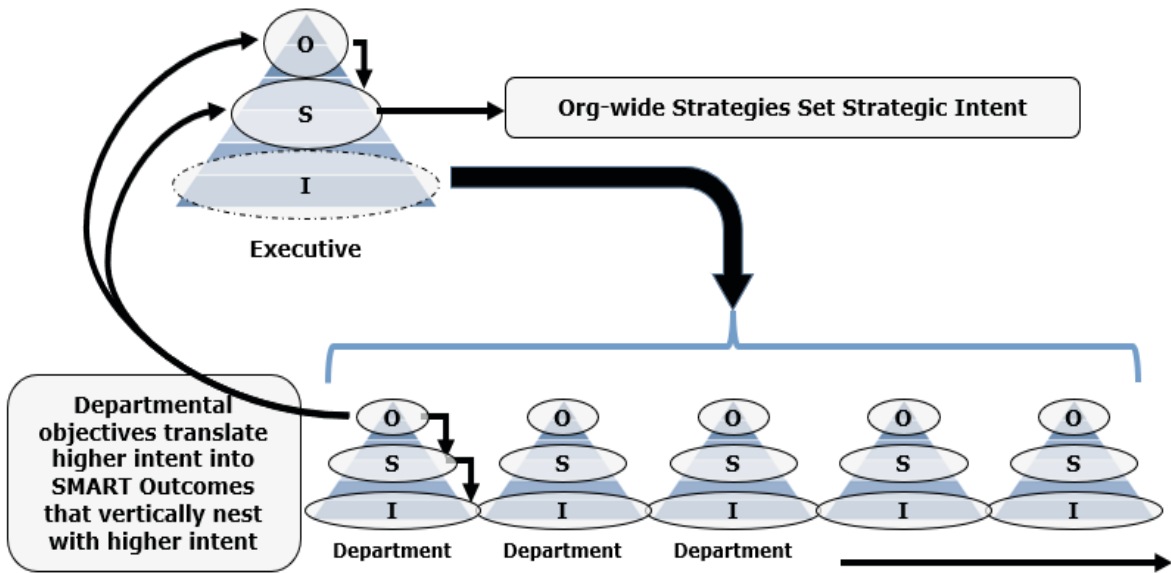 O
S
Org-wide Strategies Set Strategic Intent
I
Executive
Departmental
objectives translate
higher intent into
SMART Outcomes
that vertically nest
with higher intent
O O O O O
S S S S S
I I I I I
Department Department Department